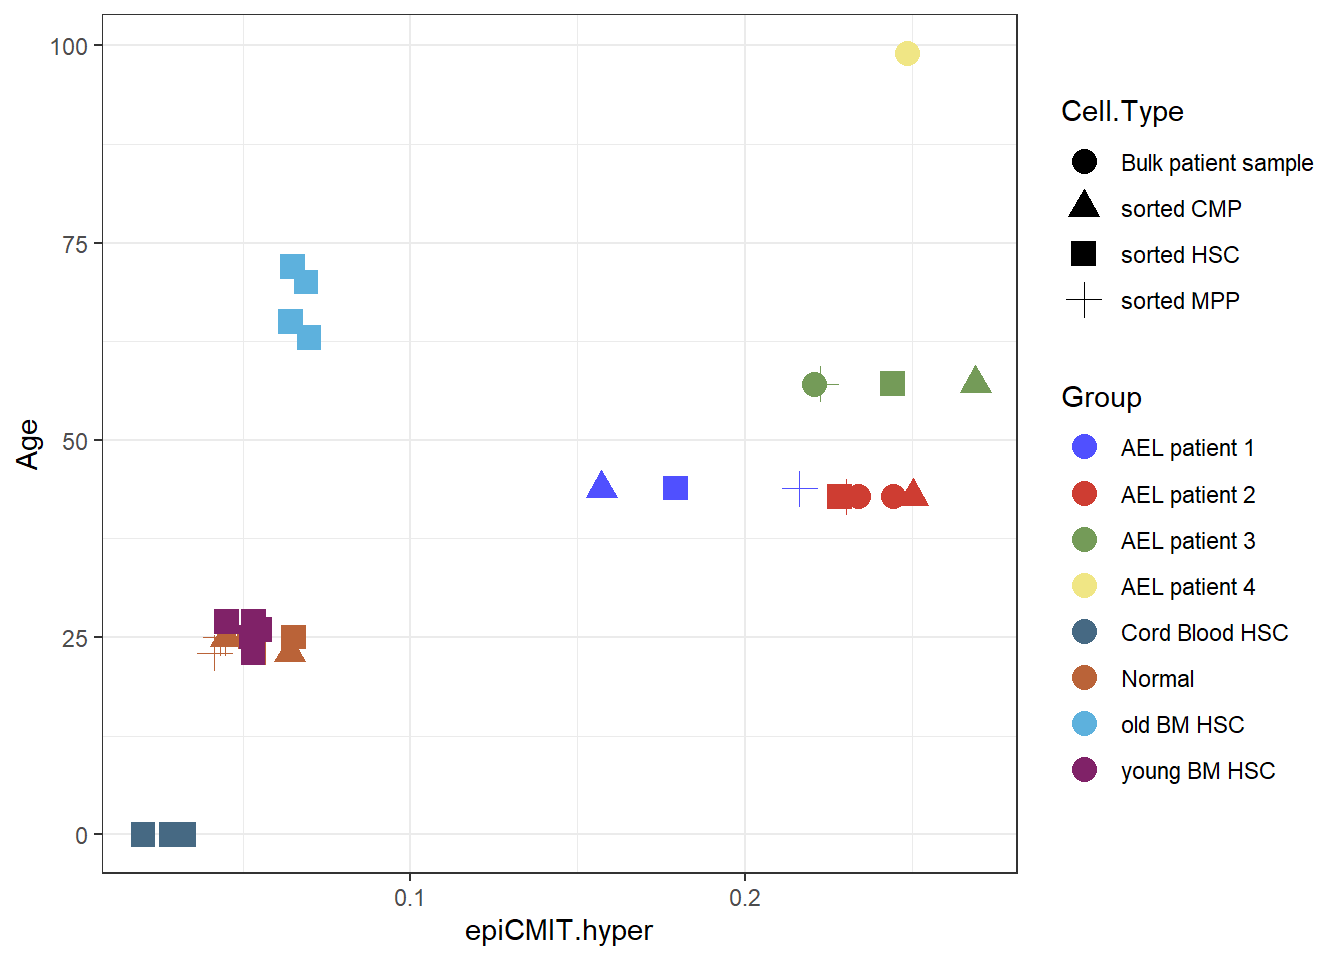 100
75
50
25
0
Age
0.1
0.2
epiCMIT.hyper
Cell.Type
Bulk patient sample
sorted CMP
sorted HSC
sorted MPP
Group
AEL patient 1
AEL patient 2
AEL patient 3
AEL patient 4
Cord Blood HSC
Normal
old BM HSC
young BM HSC